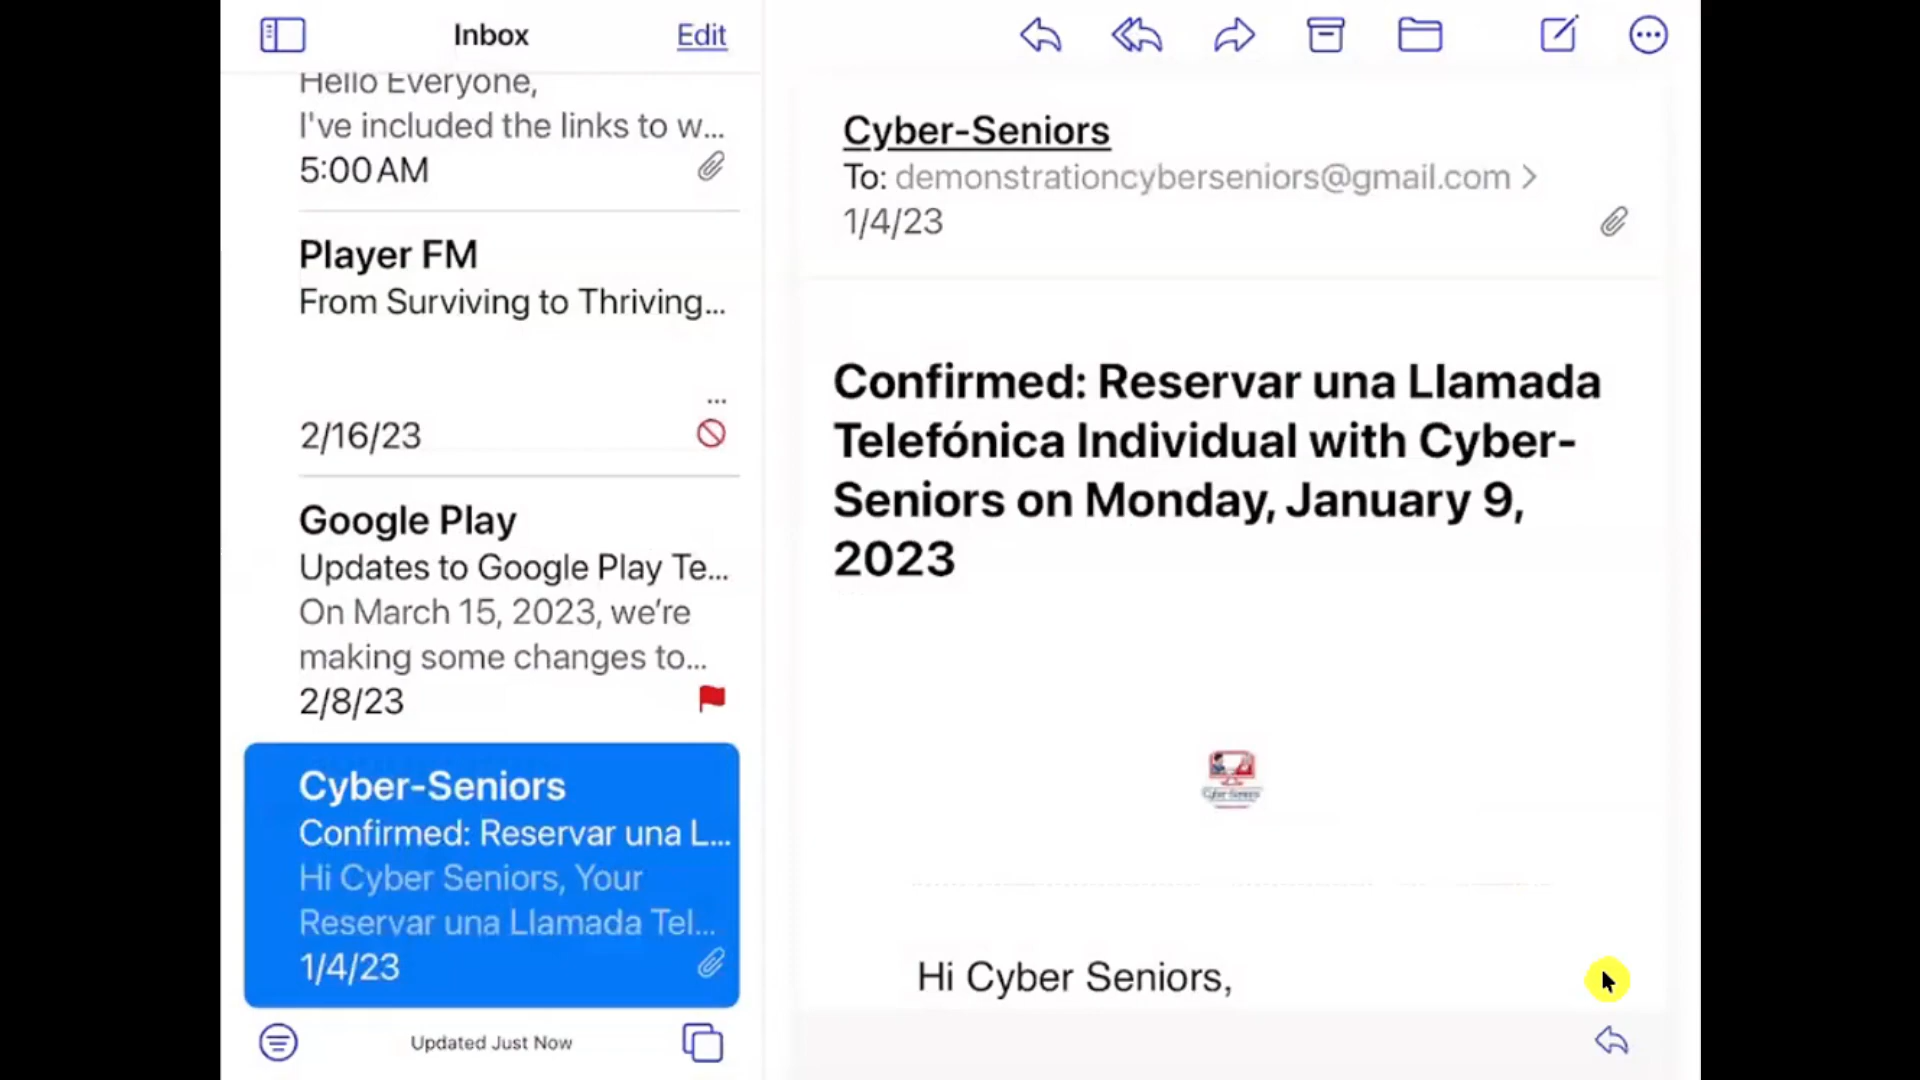 Inbox
Edit
Hello Everyone,
I've included the links to w...
5:00 AM
Player FM
From Surviving to Thriving...
...
2/16/23
Google Play
Updates to Google Play Te...
On March 15, 2023, we're
making some changes to...
2/8/23
Cyber-Seniors
Confirmed: Reservar una L...
Hi Cyber Seniors, Your
Reservar una Llamada Tel...
1/4/23
Updated Just Now
Cyber-Seniors
To: demonstrationcyberseniors@gmail.com >
1/4/23
Confirmed: Reservar una Llamada
Telefónica Individual with Cyber-
Seniors on Monday, January 9,
2023
Cyber Seniors
Hi Cyber Seniors,